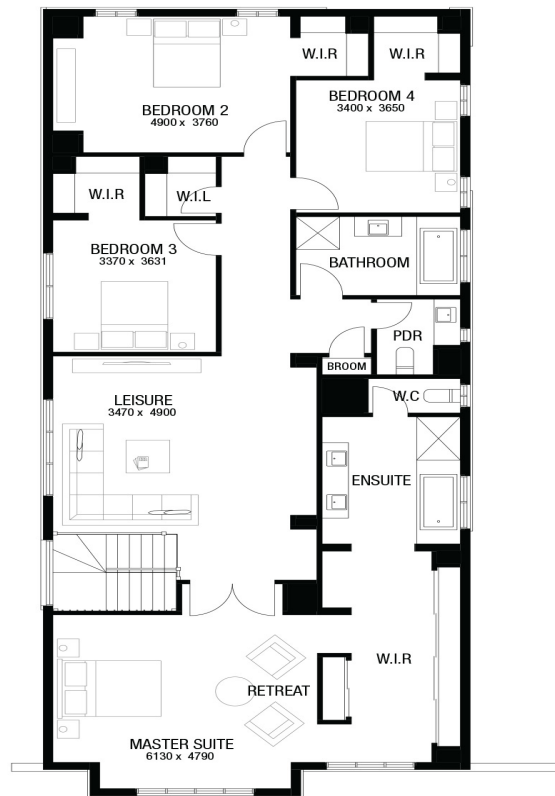 W.I.R
W.I.R
BEDROOM 2
4900 x 3760
BEDROOM 4
3400 x 3650
W.I.R
W.I.L
BEDROOM 3
3370 x 3631
BATHROOM
PDR
BROOM
LEISURE
3470 x 4900
W.C
ENSUITE
W.I.R
RETREAT
MASTER SUITE
6130 x 4790